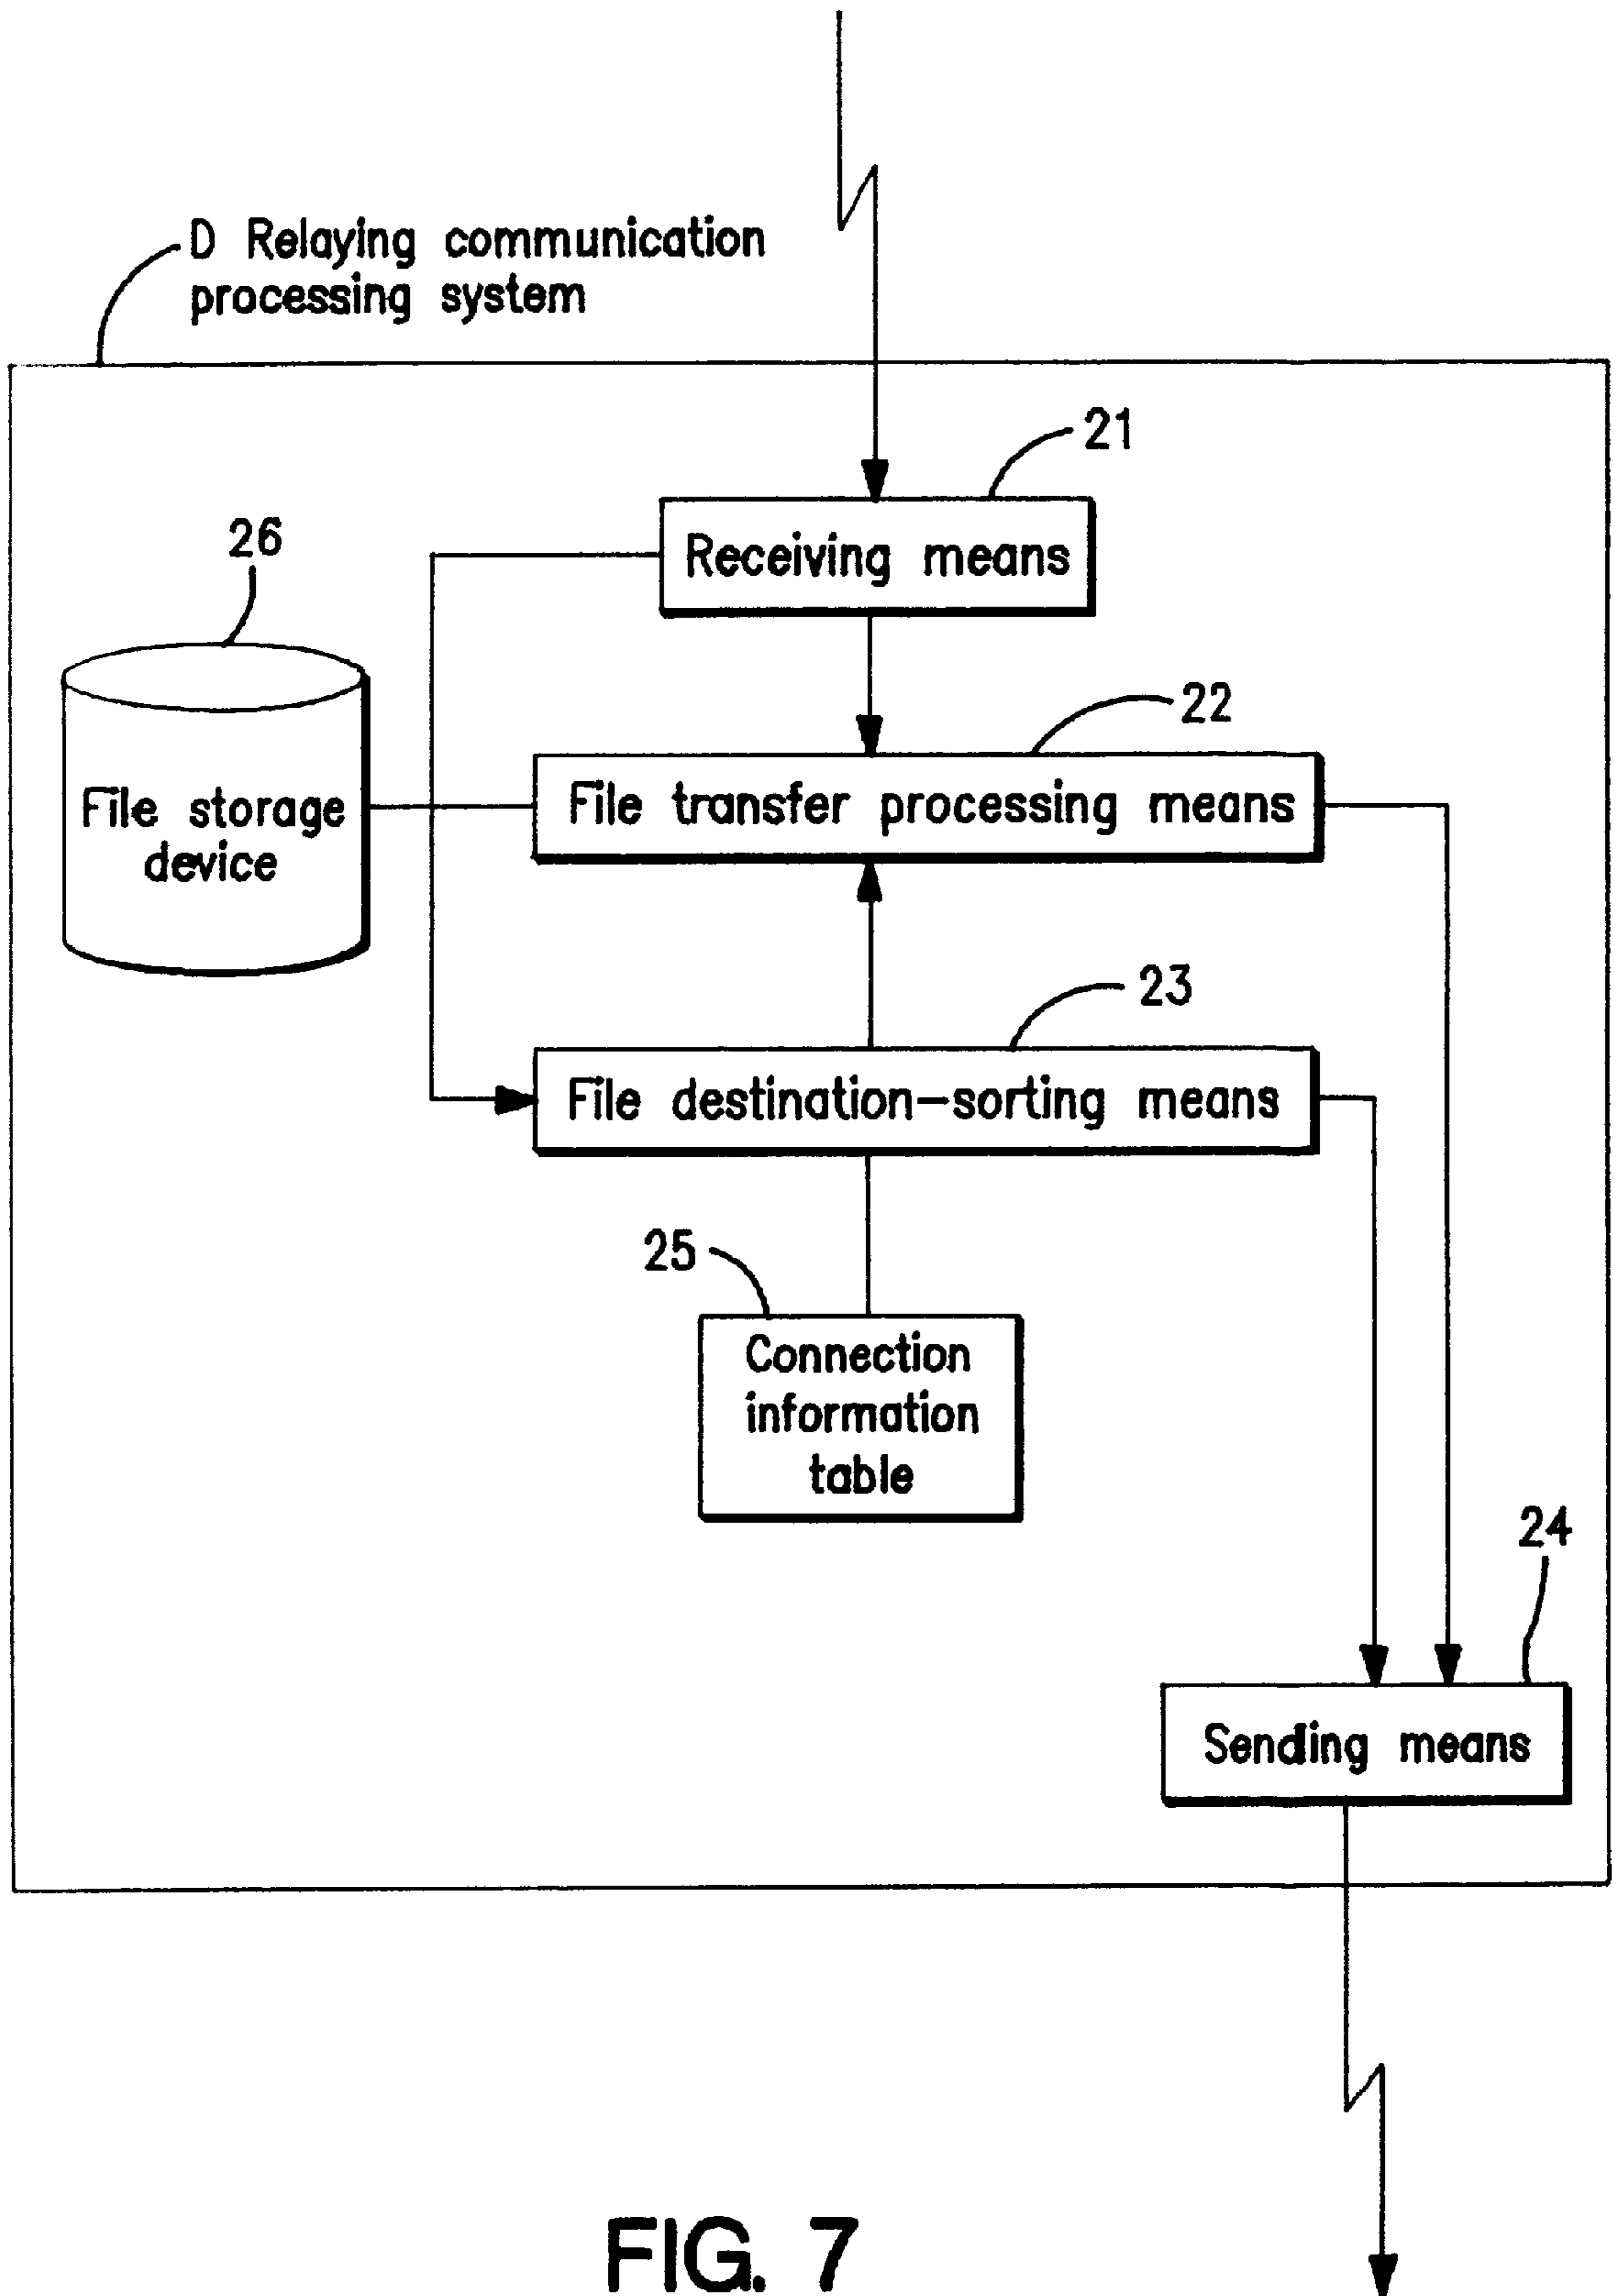 D Relaying communication
processing system
21
Receiving means
26
22
File transfer processing means
File storage
device
23
File destination-sorting means
25
Connection
information
table
24
Sending means
FIG. 7